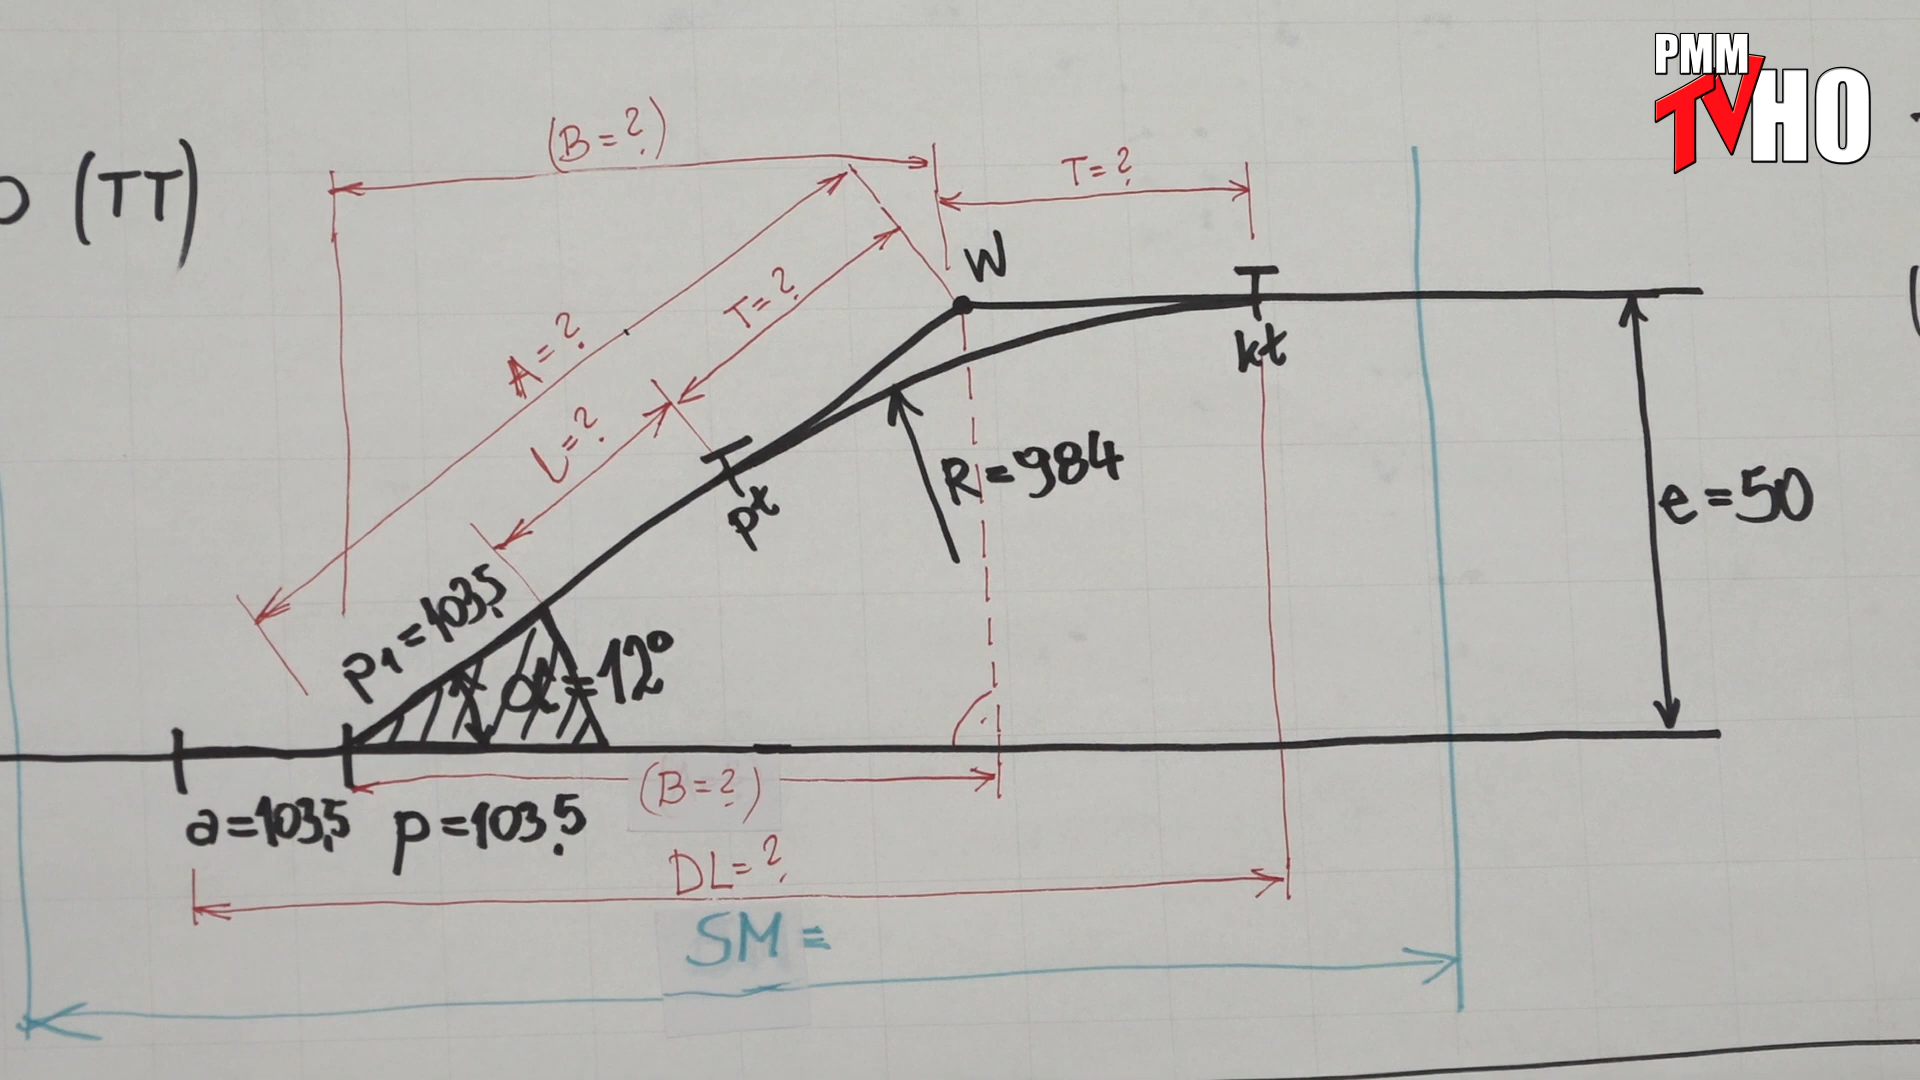 PMM
TV HO
O (TT)
(B=?)
T=?
W
A=?
T=?
kt
L=?
pt
R=984
e=50
p1=103,5
α=12°
(B=?)
a=103,5 p=103,5
DL=?
SM=